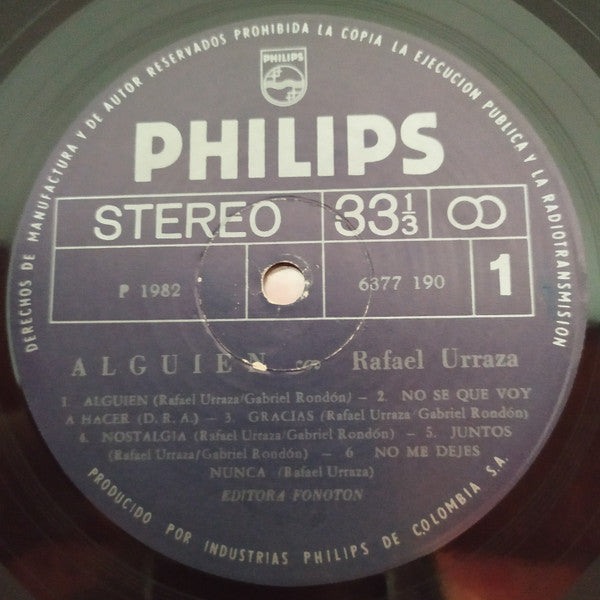 DERECHOS DE MANUFACTURA Y DE AUTOR RESERVADOS PROHIBIDA LA COPIA LA EJECUCION PUBLICA Y LA RADIOTRANSMISION
PHILIPS
PHILIPS
STEREO 33⅓
P 1982 6377 190 1
ALGUIEN con Rafael Urraza
1. ALGUIEN (Rafael Urraza/Gabriel Rondón) – 2. NO SE QUE VOY
A HACER (D. R. A.) – 3. GRACIAS (Rafael Urraza/Gabriel Rondón)
4. NOSTALGIA (Rafael Urraza/Gabriel Rondón) – 5. JUNTOS
(Rafael Urraza/Gabriel Rondón) – 6 NO ME DEJES
NUNCA (Rafael Urraza)
EDITORA FONOTON
PRODUCIDO POR INDUSTRIAS PHILIPS DE COLOMBIA S.A.